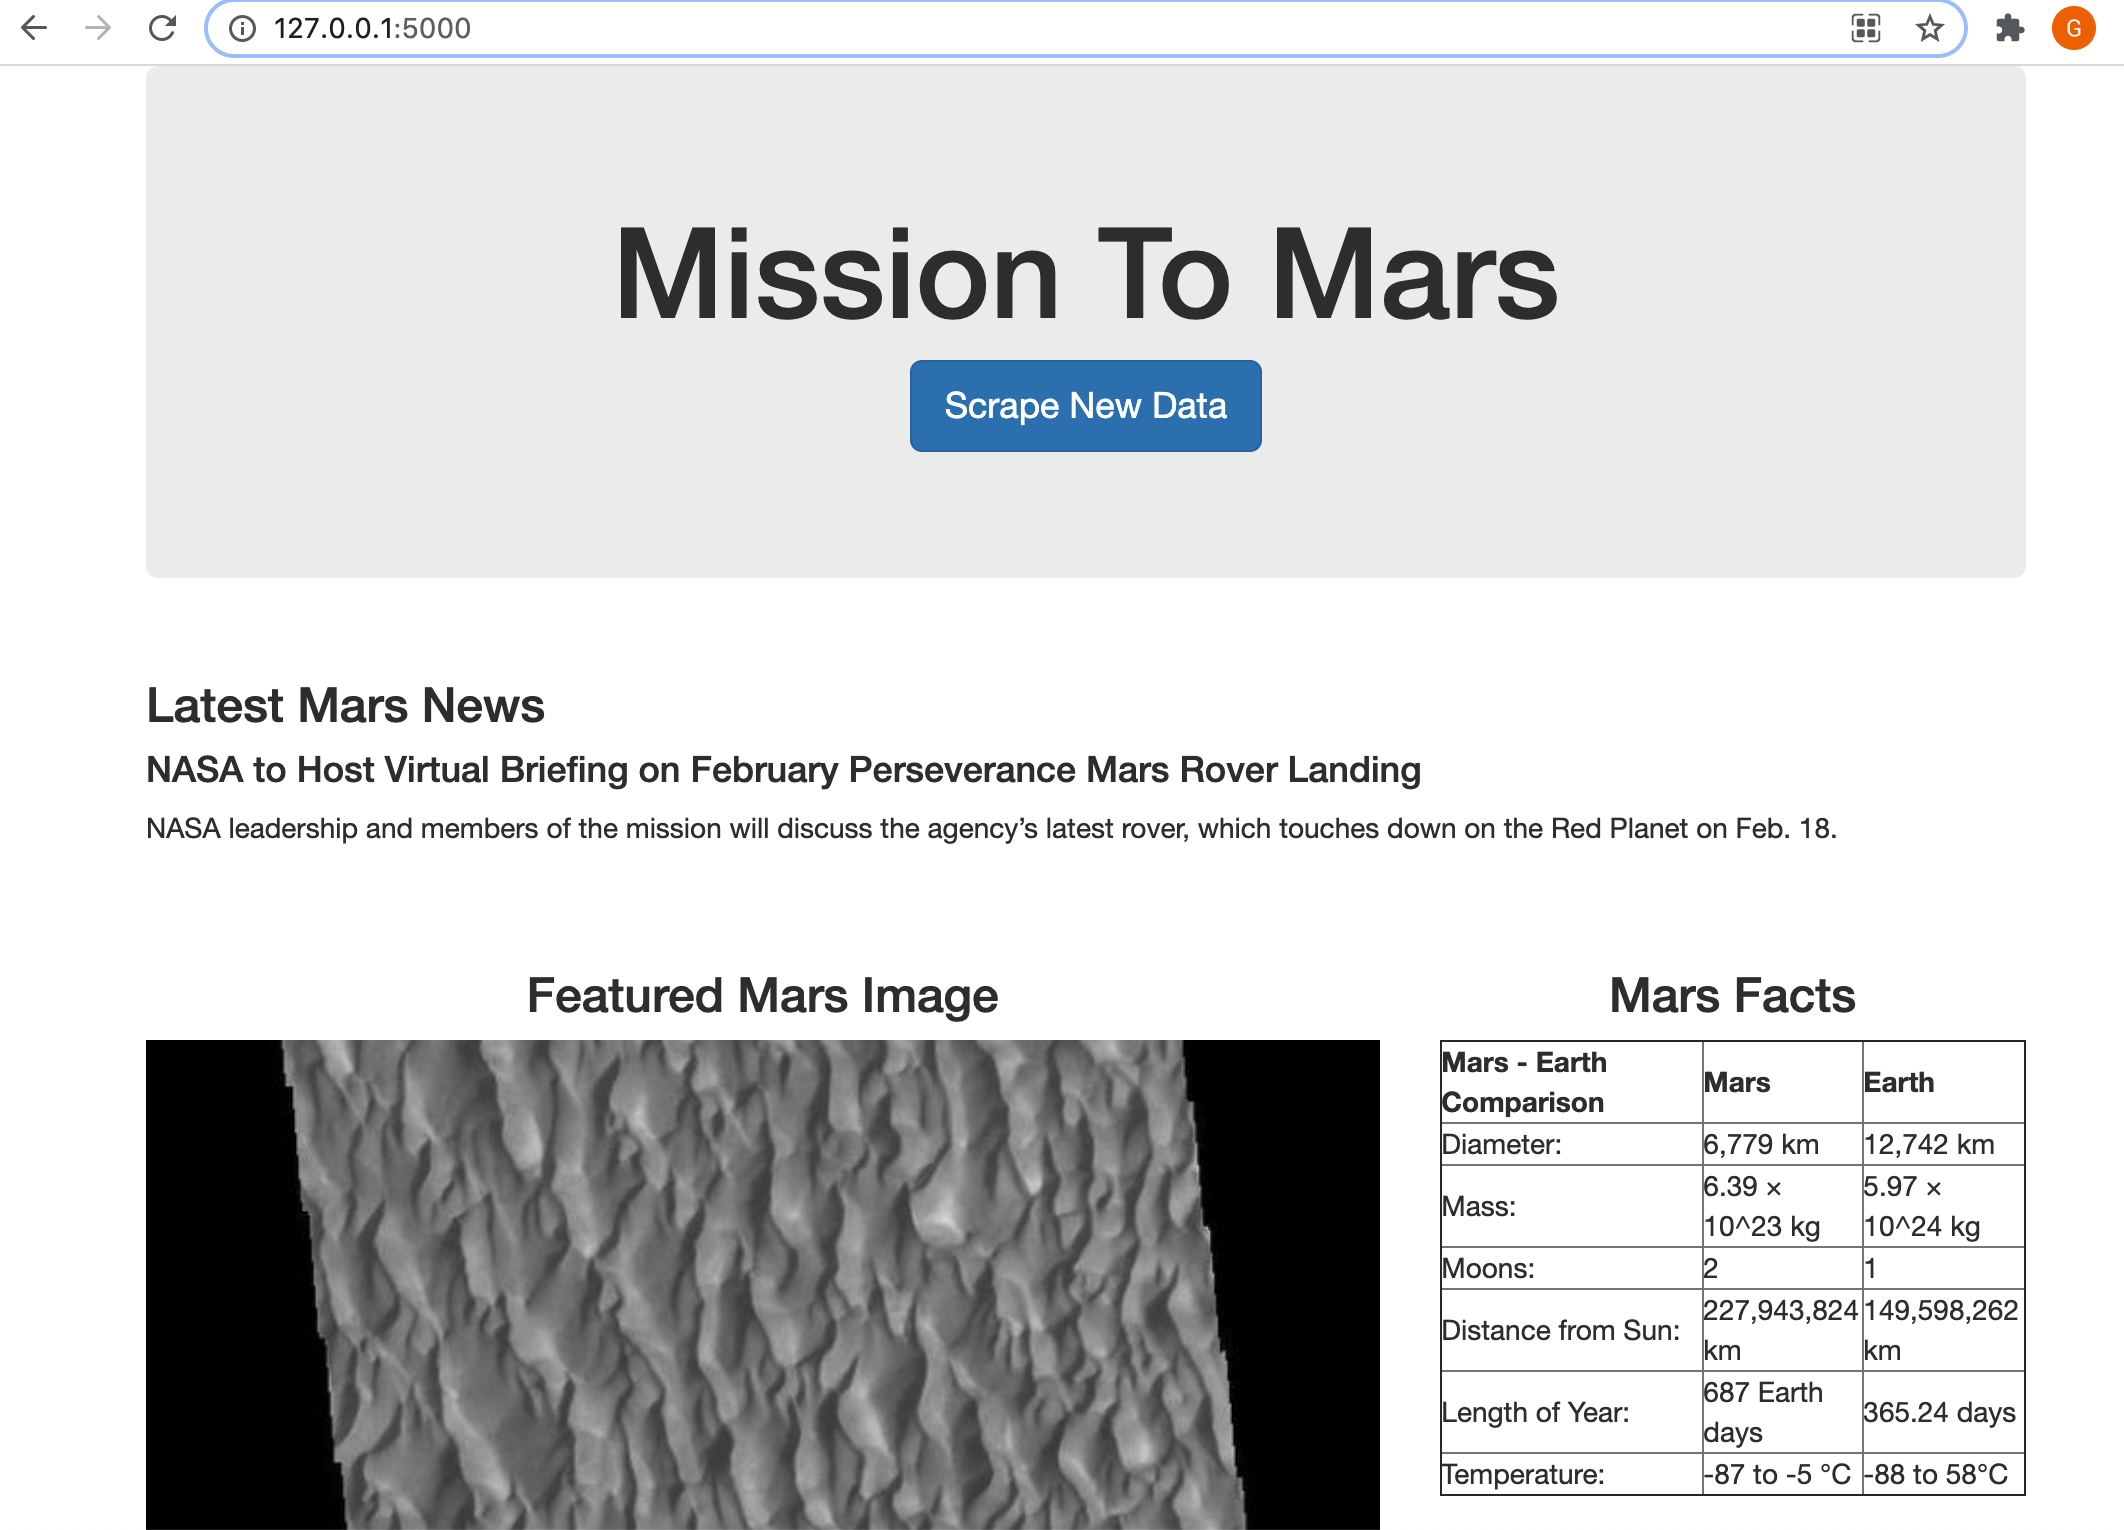 127.0.0.1:5000
G
Mission To Mars
Scrape New Data
Latest Mars News
NASA to Host Virtual Briefing on February Perseverance Mars Rover Landing
NASA leadership and members of the mission will discuss the agency’s latest rover, which touches down on the Red Planet on Feb. 18.
Featured Mars Image
Mars Facts
Mars - Earth
Comparison
Mars
Earth
Diameter:
6,779 km
12,742 km
Mass:
6.39 ×
10^23 kg
5.97 ×
10^24 kg
Moons:
2
1
Distance from Sun:
227,943,824
km
149,598,262
km
Length of Year:
687 Earth
days
365.24 days
Temperature:
-87 to -5 °C
-88 to 58°C